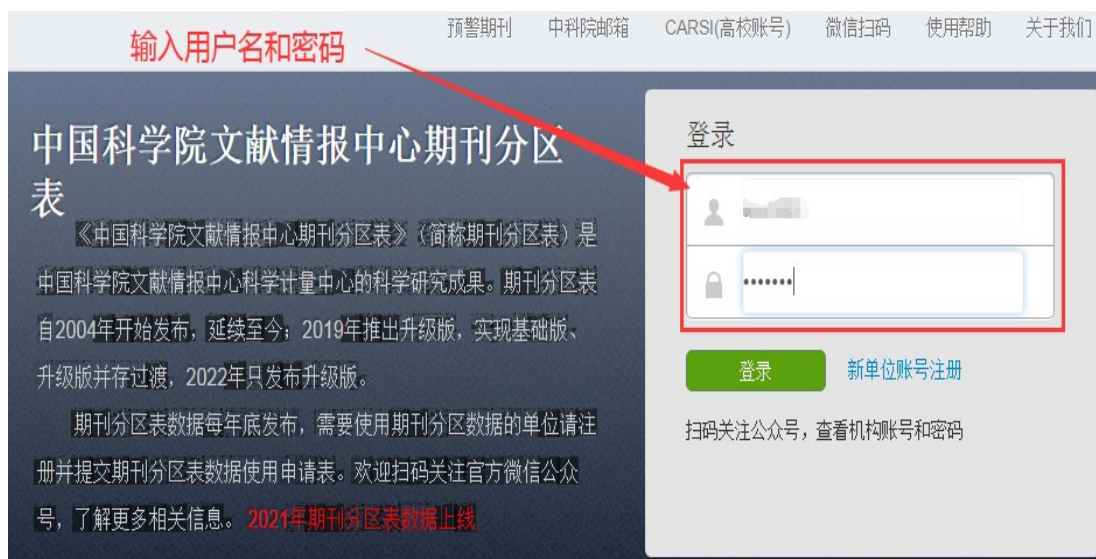 预警期刊 中科院邮箱 CARSI(高校账号) 微信扫码 使用帮助 关于我们
输入用户名和密码
中国科学院文献情报中心期刊分区
表
《中国科学院文献情报中心期刊分区表》（简称期刊分区表）是
中国科学院文献情报中心科学计量中心的科学研究成果。期刊分区表
自2004年开始发布，延续至今；2019年推出升级版，实现基础版、
升级版并存过渡，2022年只发布升级版。
期刊分区表数据每年底发布，需要使用期刊分区数据的单位请注
册并提交期刊分区表数据使用申请表。欢迎扫码关注官方微信公众
号，了解更多相关信息。2021年期刊分区表数据上线
登录
•••••••
登录 新单位账号注册
扫码关注公众号，查看机构账号和密码